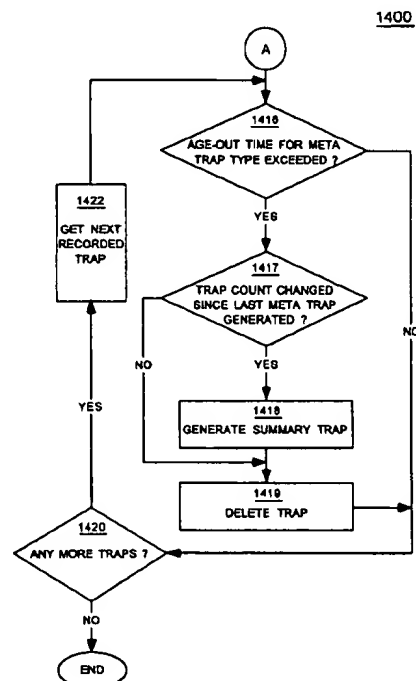 1400
A
1416
AGE-OUT TIME FOR META
TRAP TYPE EXCEEDED ?
1422
GET NEXT
RECORDED
TRAP
YES
1417
TRAP COUNT CHANGED
SINCE LAST META TRAP
GENERATED ?
NO
NO
YES
YES
1418
GENERATE SUMMARY TRAP
1419
DELETE TRAP
1420
ANY MORE TRAPS ?
NO
END